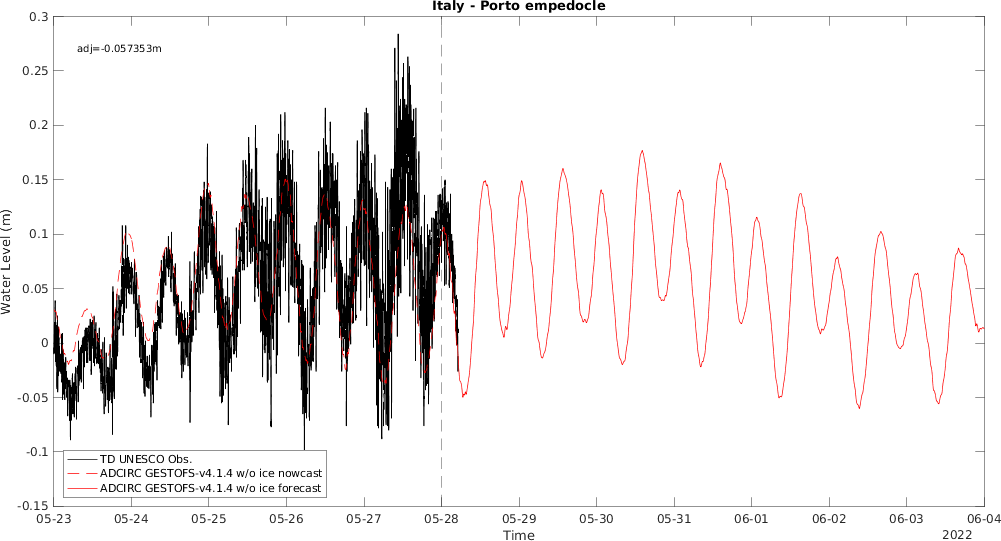 Italy - Porto empedocle
adj=-0.057353m
Water Level (m)
0.3
0.25
0.2
0.15
0.1
0.05
0
-0.05
-0.1
-0.15
TD UNESCO Obs.
ADCIRC GESTOFS-v4.1.4 w/o ice nowcast
ADCIRC GESTOFS-v4.1.4 w/o ice forecast
05-23 05-24 05-25 05-26 05-27 05-28 05-29 05-30 05-31 06-01 06-02 06-03 06-04
Time
2022